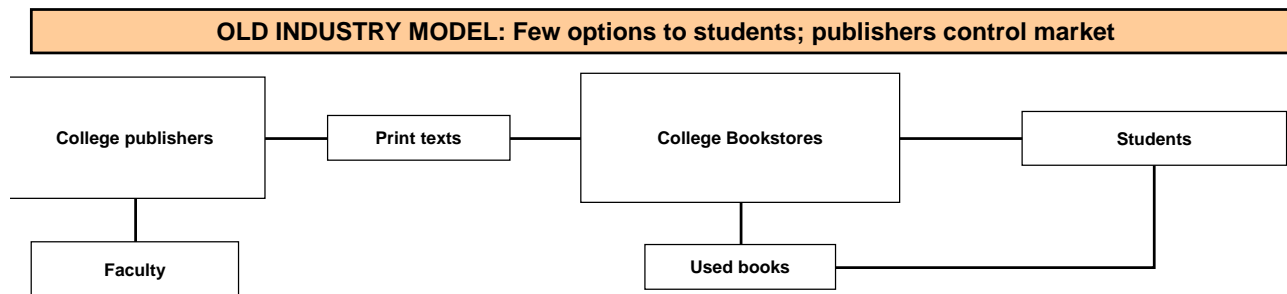 OLD INDUSTRY MODEL: Few options to students; publishers control market
College publishers
Print texts
College Bookstores
Students
Faculty
Used books